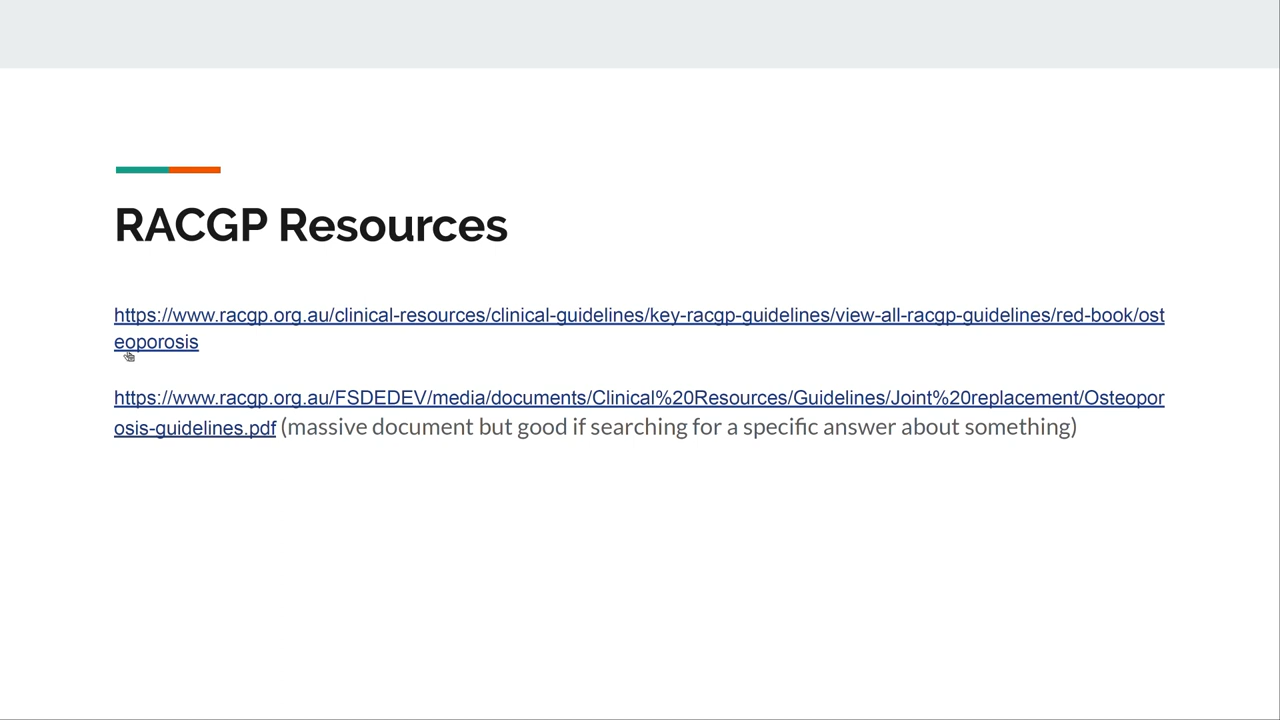 RACGP Resources
https://www.racgp.org.au/clinical-resources/clinical-guidelines/key-racgp-guidelines/view-all-racgp-guidelines/red-book/ost
eoporosis
https://www.racgp.org.au/FSDEDEV/media/documents/Clinical%20Resources/Guidelines/Joint%20replacement/Osteopor
osis-guidelines.pdf (massive document but good if searching for a specific answer about something)